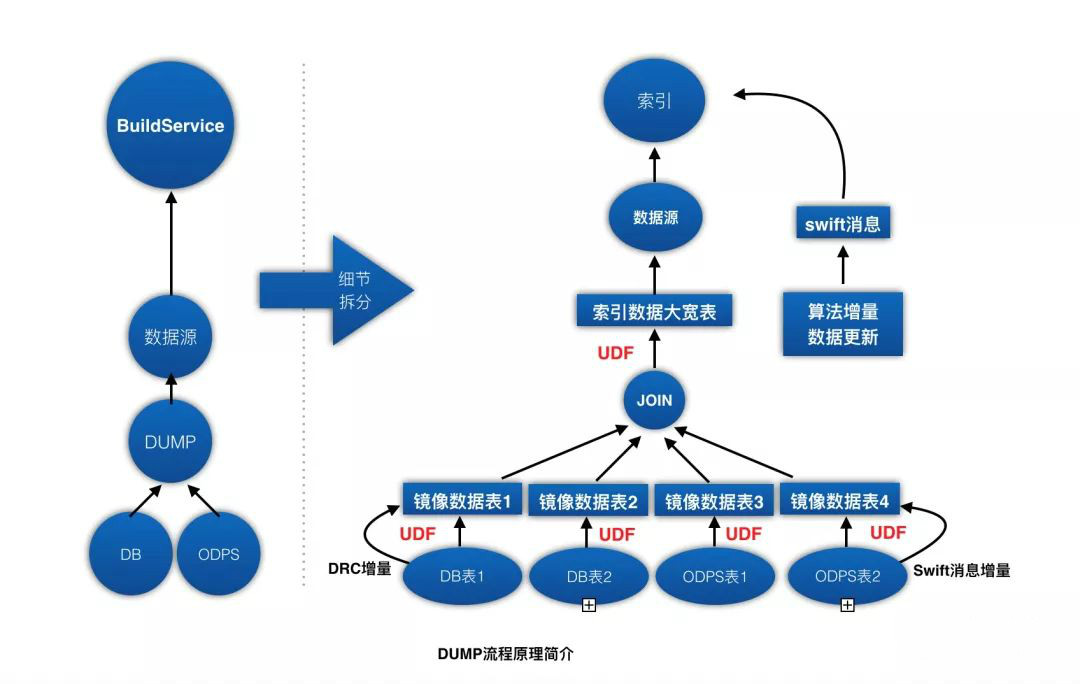 BuildService
数据源
DUMP
DB
ODPS
细节
拆分
索引
数据源
swift消息
索引数据大宽表
算法增量
数据更新
UDF
JOIN
镜像数据表1
镜像数据表2
镜像数据表3
镜像数据表4
UDF
UDF
UDF
UDF
DRC增量
DB表1
DB表2
ODPS表1
ODPS表2
Swift消息增量
DUMP流程原理简介